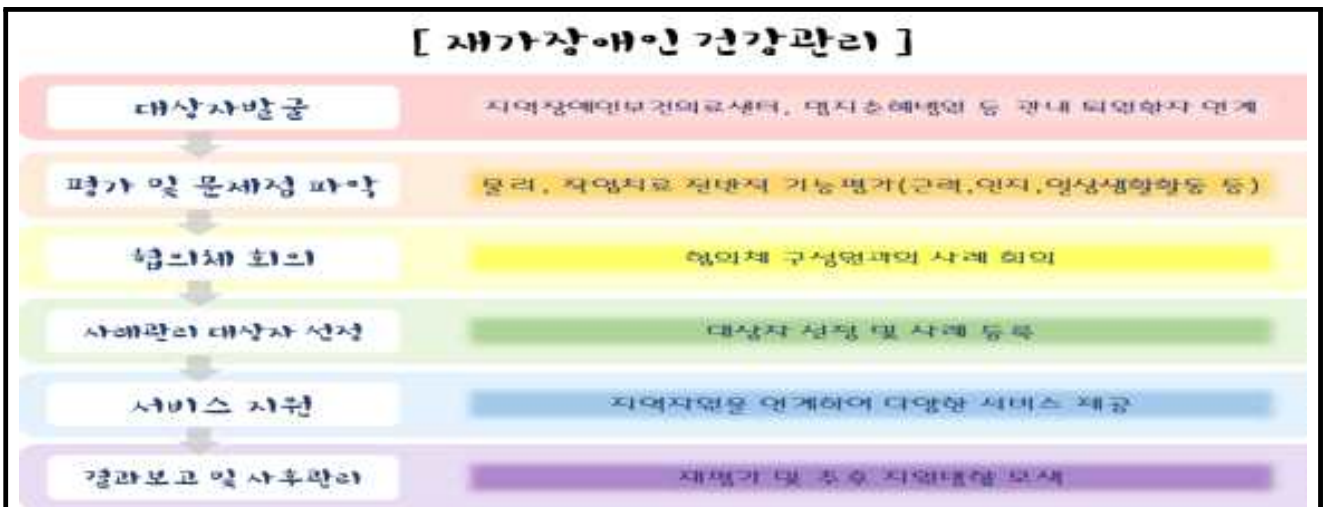 [ 재가장애인 건강관리 ]
대상자발굴
지역장애인보건의료센터, 명지춘혜병원 등 관내 퇴원환자 연계
평가 및 문제점 파악
물리, 작업치료 전반적 기능평가(근력,인지,일상생활활동 등)
협의체 회의
협의체 구성원과의 사례 회의
사례관리 대상자 선정
대상자 선정 및 사례 등록
서비스 지원
지역자원을 연계하여 다양한 서비스 제공
결과보고 및 사후관리
재평가 및 추후 지원방향 모색